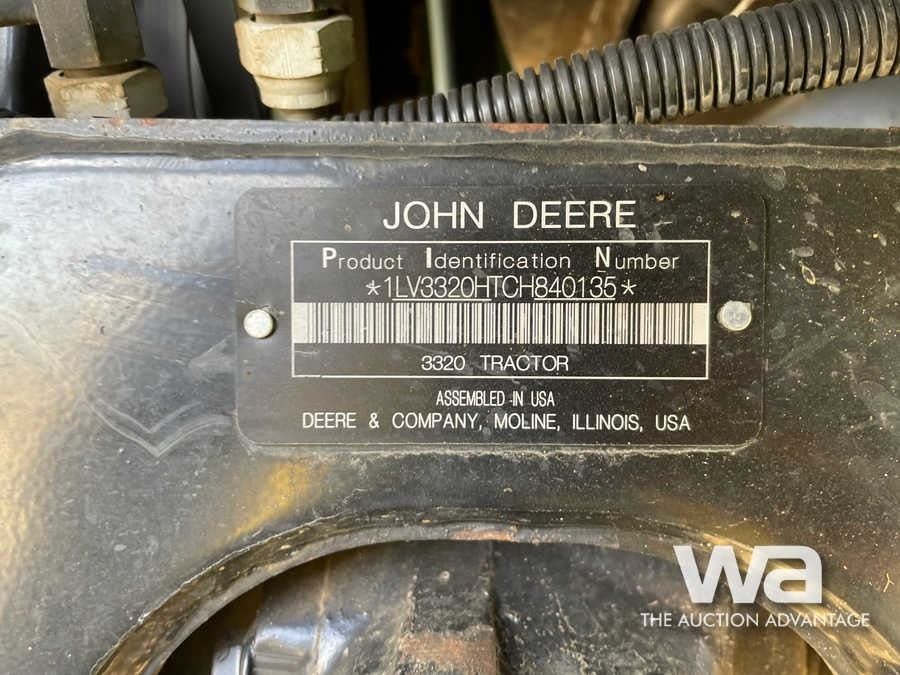 JOHN DEERE
Product Identification Number
*1LV3320HTCH840135*
3320 TRACTOR
ASSEMBLED IN USA
DEERE & COMPANY, MOLINE, ILLINOIS, USA
wa
THE AUCTION ADVANTAGE